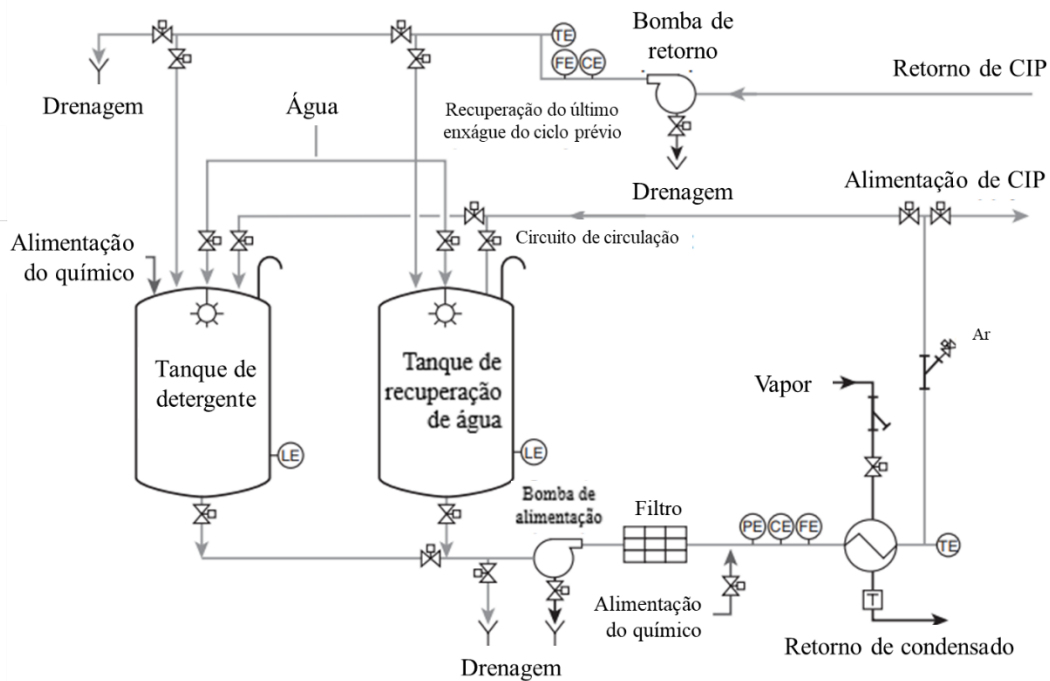 Bomba de
retorno
TE
FE
CE
Retorno de CIP
Drenagem
Água
Recuperação do último
enxágue do ciclo prévio
Drenagem
Alimentação de CIP
Circuito de circulação
Alimentação
do químico
Ar
Tanque de
detergente
Tanque de
recuperação
de água
Vapor
LE
LE
Bomba de
alimentação
Filtro
PE
CE
FE
TE
Alimentação
do químico
T
Retorno de condensado
Drenagem